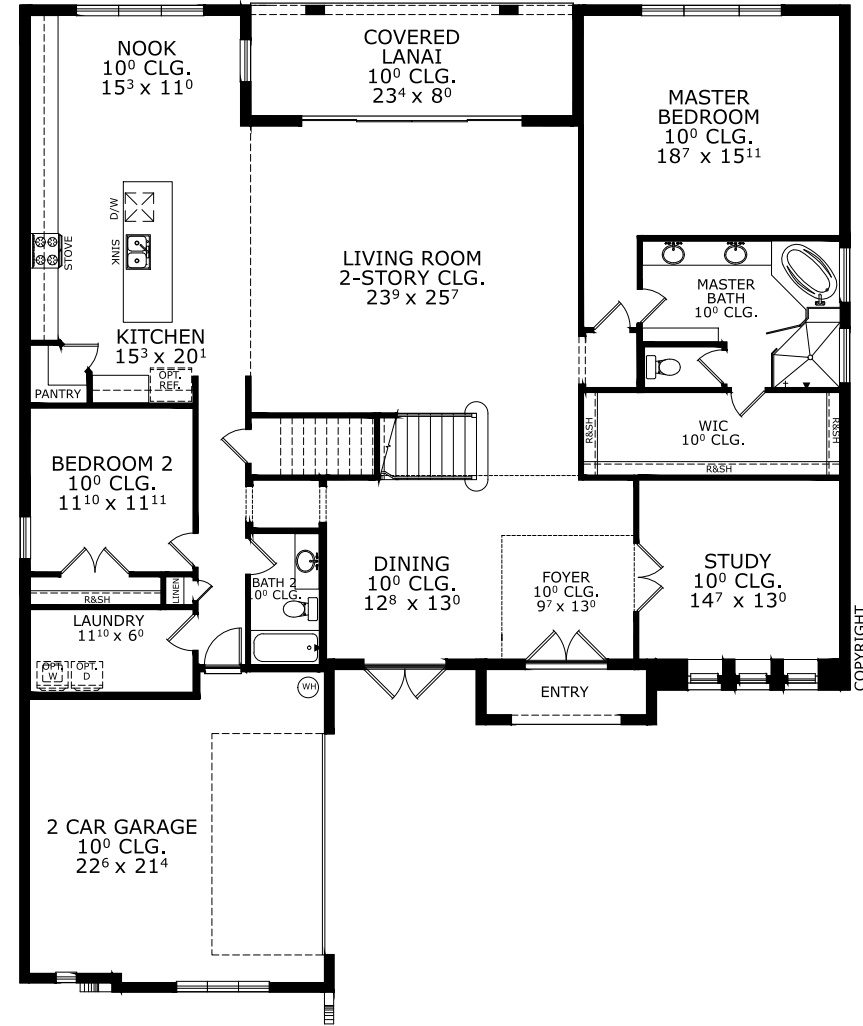 NOOK
10⁰ CLG.
15³ x 11⁰
COVERED
LANAI
10⁰ CLG.
23⁴ x 8⁰
MASTER
BEDROOM
10⁰ CLG.
18⁷ x 15¹¹
D/W
SINK
STOVE
LIVING ROOM
2-STORY CLG.
23⁹ x 25⁷
MASTER
BATH
10⁰ CLG.
KITCHEN
15³ x 20¹
OPT.
REF.
PANTRY
R&SH
WIC
10⁰ CLG.
R&SH
R&SH
BEDROOM 2
10⁰ CLG.
11¹⁰ x 11¹¹
DINING
10⁰ CLG.
12⁸ x 13⁰
FOYER
10⁰ CLG.
9⁷ x 13⁰
STUDY
10⁰ CLG.
14⁷ x 13⁰
BATH 2
10⁰ CLG.
LINEN
R&SH
LAUNDRY
11¹⁰ x 6⁰
OPT.
W
OPT.
D
WH
ENTRY
COPYRIGHT
2 CAR GARAGE
10⁰ CLG.
22⁶ x 21⁴